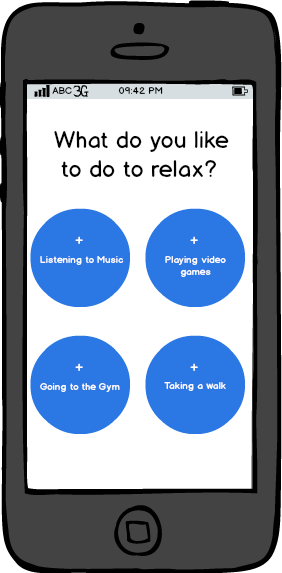 ABC 3G 09:42 PM
What do you like
to do to relax?
+
Listening to Music
+
Playing video
games
+
Going to the Gym
+
Taking a walk